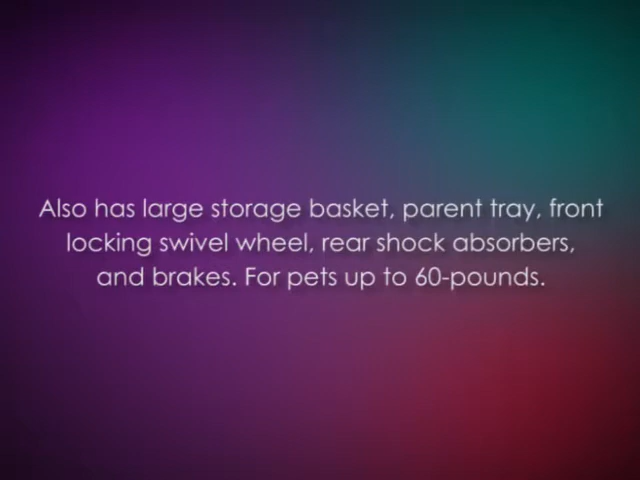 Also has large storage basket, parent tray, front
locking swivel wheel, rear shock absorbers,
and brakes. For pets up to 60-pounds.